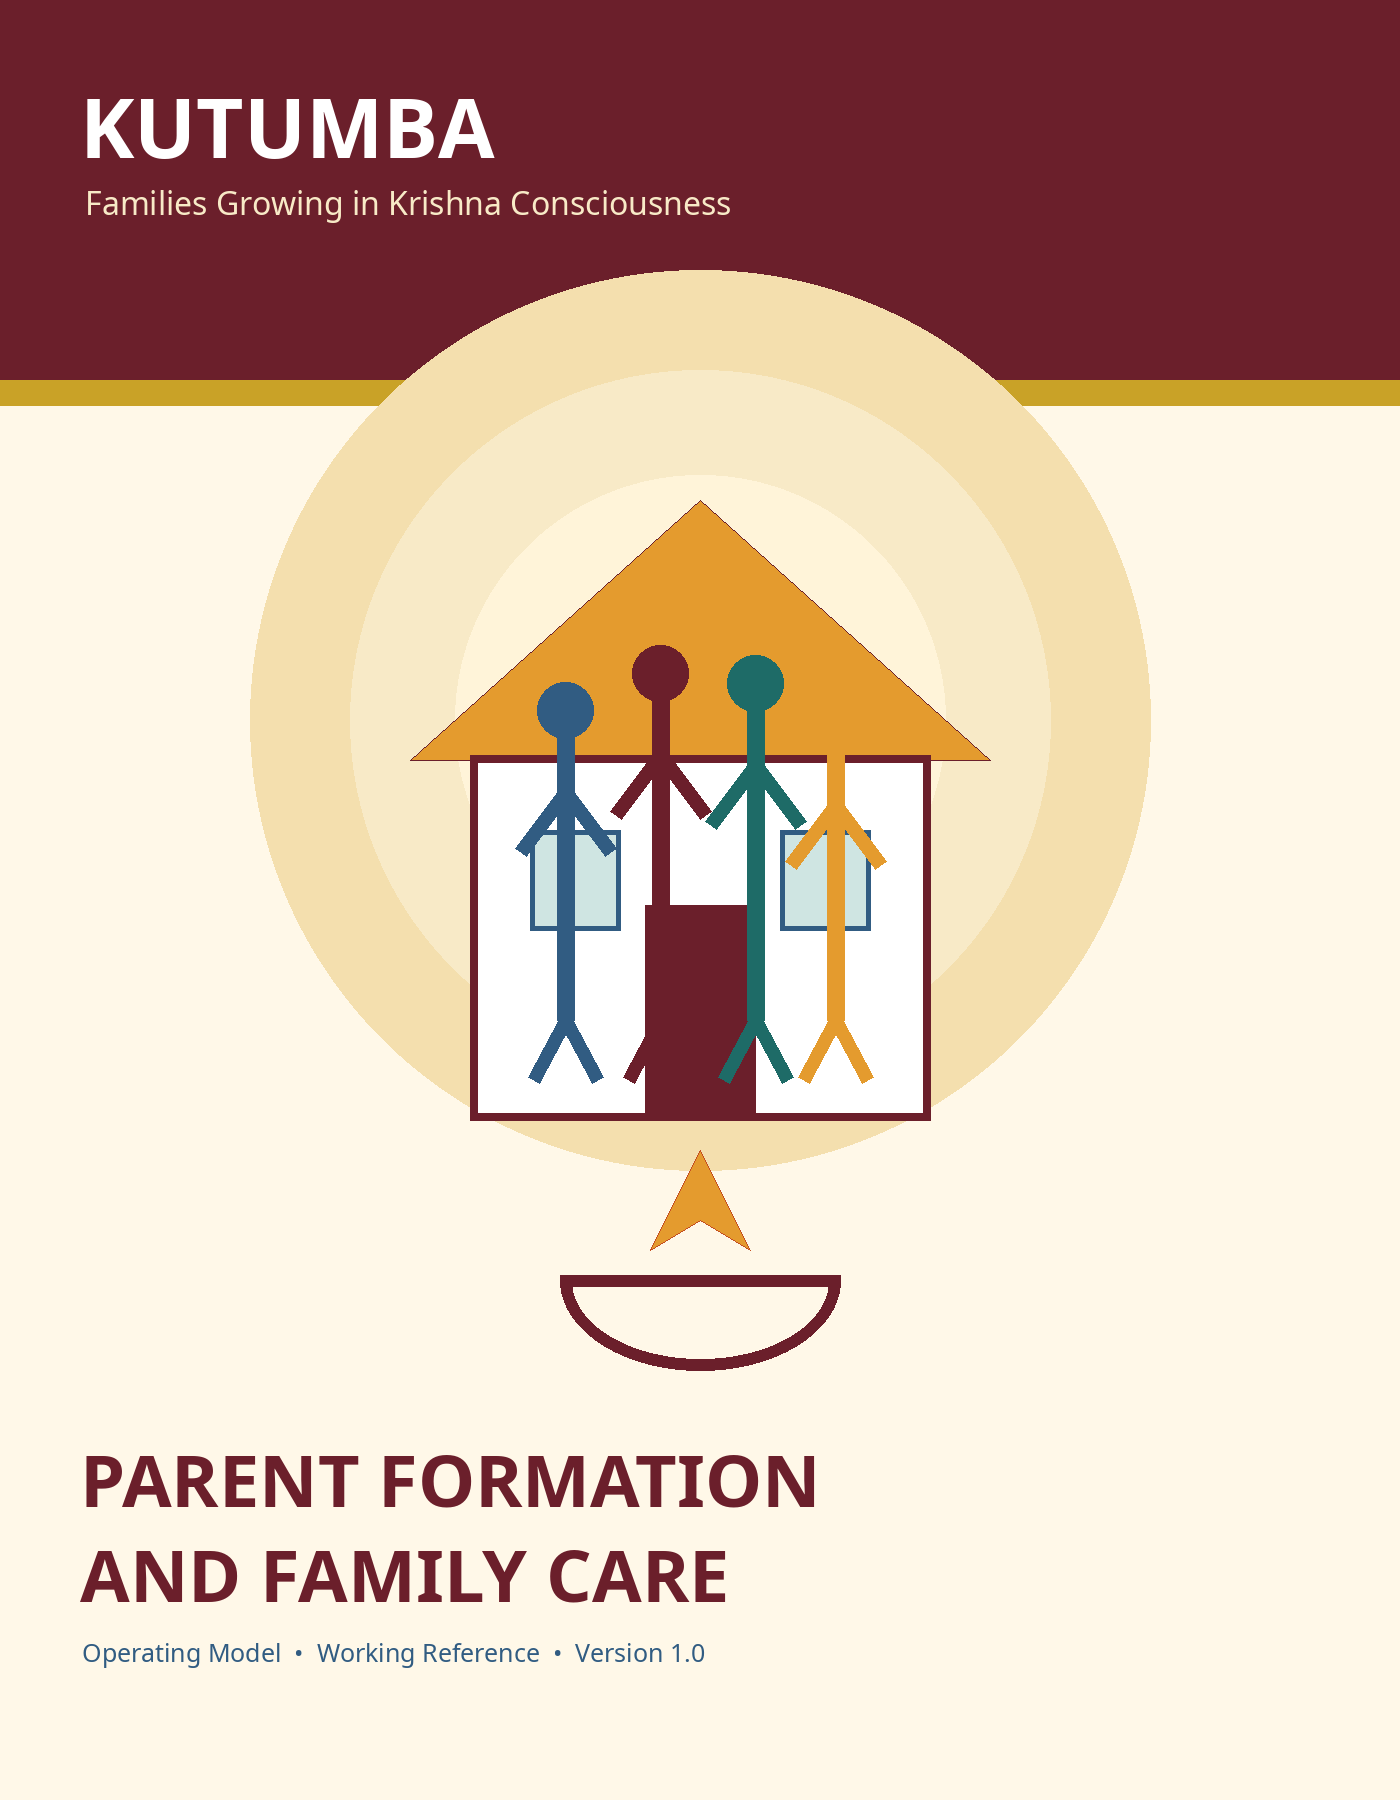 KUTUMBA
Families Growing in Krishna Consciousness
PARENT FORMATION
AND FAMILY CARE
Operating Model • Working Reference • Version 1.0